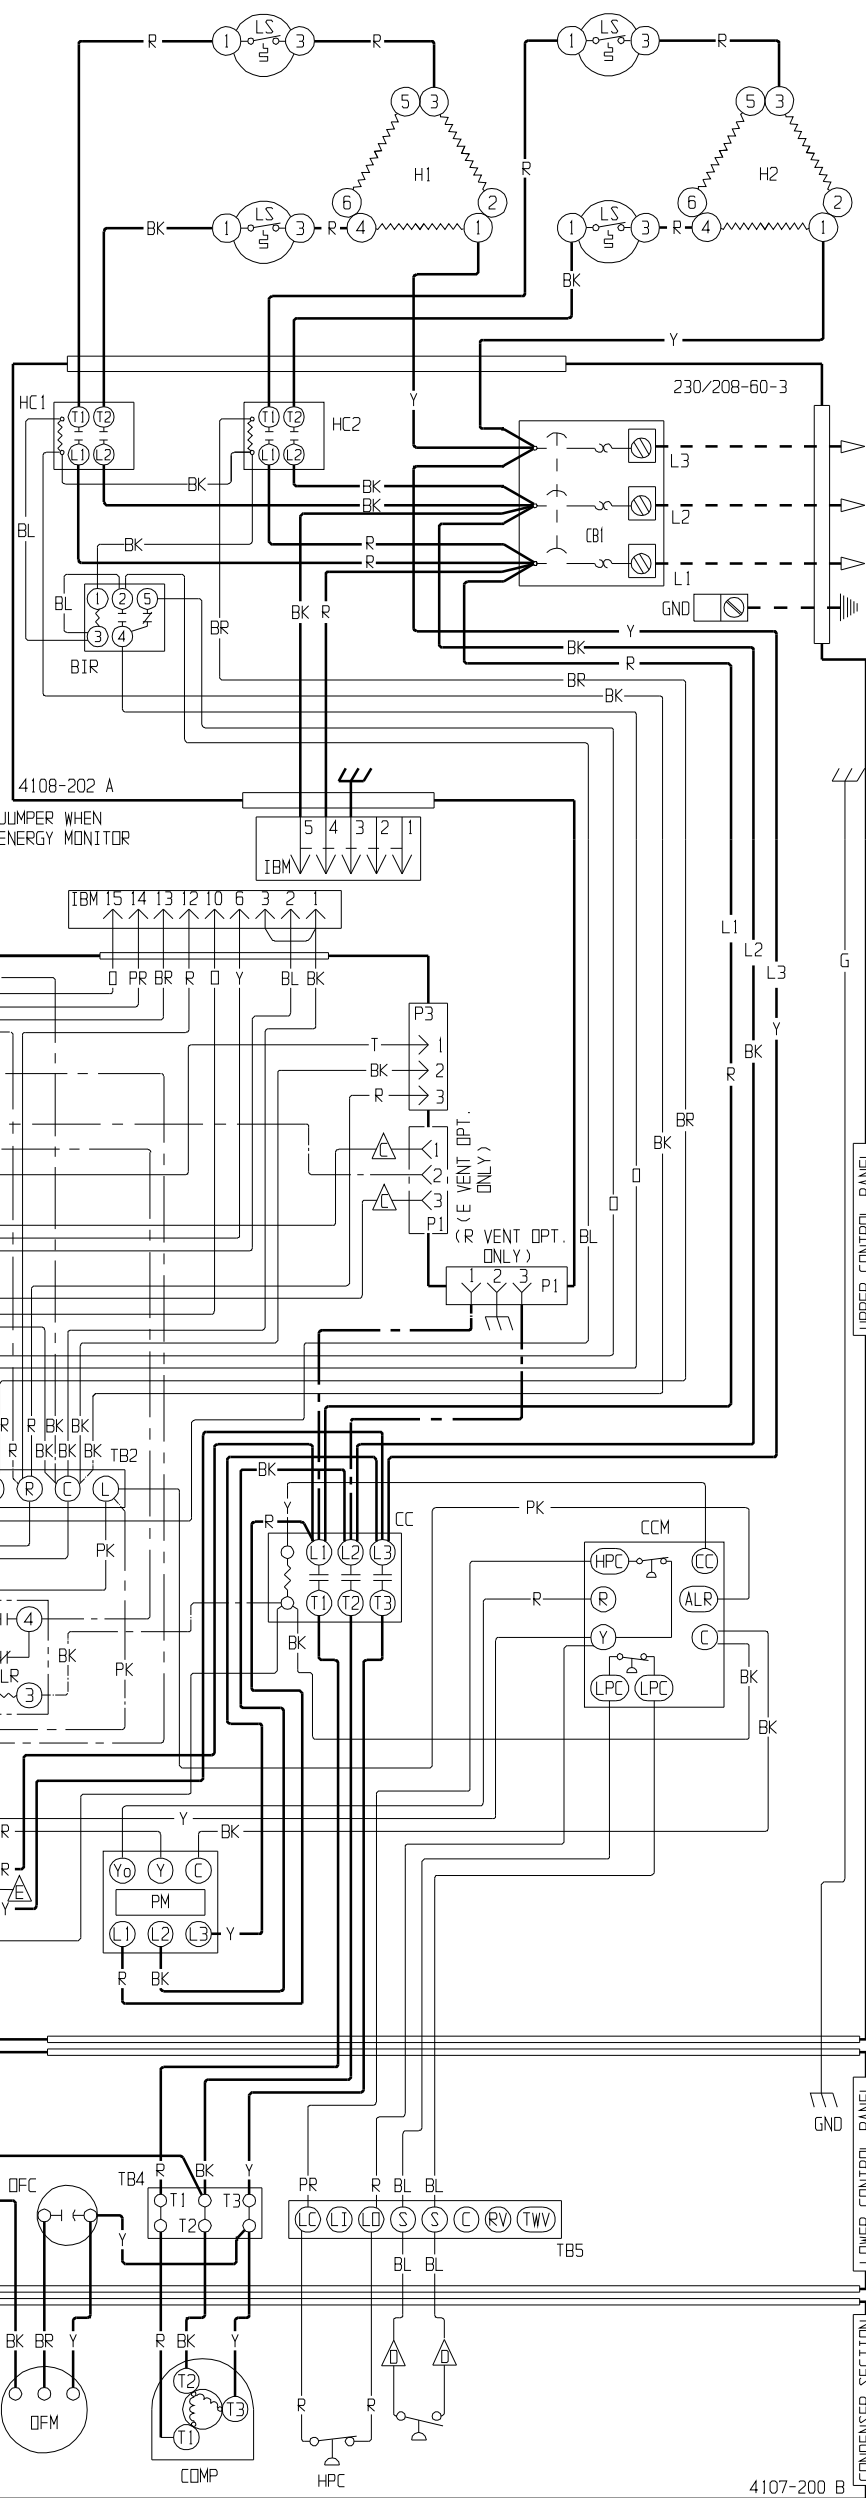 R 1 LS 3 R 1 LS 3 R
5 3 5 3
R
H1 H2
6 2 6 2
BK 1 LS 3 R 4 1 1 LS 3 R 4 1
BK
Y
230/208-60-3
HC1 T1 T2 T1 T2 HC2 Y
L1 L2 L1 L2 L3
BK BK
BK L2
BL CB1
BK R
R L1
BL 1 2 5 BK R GND
3 4 BR Y
BK
BIR R
BR
BK
4108-202 A
JUMPER WHEN
ENERGY MONITOR
5 4 3 2 1
IBM
IBM 15 14 13 12 10 6 3 2 1
L1
L2
G
L3
O PR BR R O Y BL BK
P3
Y
T 1
BK
BK 2 R
R 3
BR
BK
C 1
2 O
C 3 O
P1
(E VENT OPT.
ONLY)
(R VENT OPT.
ONLY)
BL
1 2 3 P1
UPPER CONTROL PANEL
R R BK BK
R BK C BK TB2
R C L
BK
Y
PK
R CC
CCM
PK L1 L2 L3 HPC CC
T1 T2 T3 R R ALR
4 BK Y C
BK
LR PK BK
3 LPC LPC
BK
Y
R BK
R Yo Y C
E
Y PM
L1 L2 L3 Y
R BK
GND
LOWER CONTROL PANEL
R BK Y
OFC TB4 PR R BL BL
T1 T3
T2 LC LI LO S S C RV TWV
Y TB5
BL BL
BK BR Y R BK Y
D D
T2
T3
OFM T1 R R
COMP HPC
CONDENSER SECTION
4107-200 B